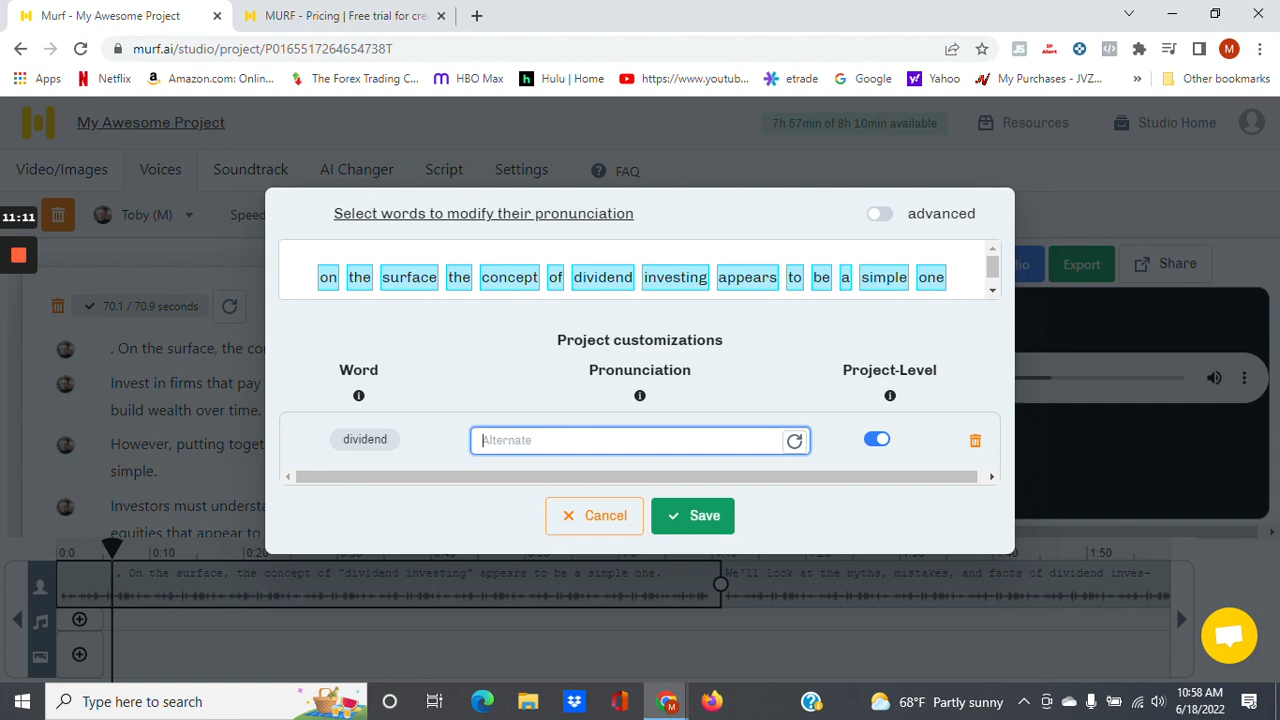 Murf - My Awesome Project
MURF - Pricing | Free trial for cre
murf.ai/studio/project/P0165517264654738T
M
Apps
Netflix
Amazon.com: Onlin...
The Forex Trading C...
HBO Max
Hulu | Home
https://www.youtub...
etrade
Google
Yahoo
My Purchases - JVZ...
»
Other bookmarks
My Awesome Project
7h 57min of 8h 10min available
Resources
Studio Home
Video/Images
Voices
Soundtrack
AI Changer
Script
Settings
FAQ
11:11
Toby (M)
Speed
Select words to modify their pronunciation
advanced
on the surface the concept of dividend investing appears to be a simple one
Export
Share
70.1 / 70.9 seconds
. On the surface, the co
Invest in firms that pay
build wealth over time.
However, putting toget
simple.
Investors must underst
equities that appear to
Project customizations
Word
Pronunciation
Project-Level
dividend
Alternate
Cancel
Save
0:0
0:10
0:20
1:50
. On the surface, the concept of "dividend investing" appears to be a simple one.
We'll look at the myths, mistakes, and facts of dividend inves-
Type here to search
68°F Partly sunny
10:58 AM
6/18/2022